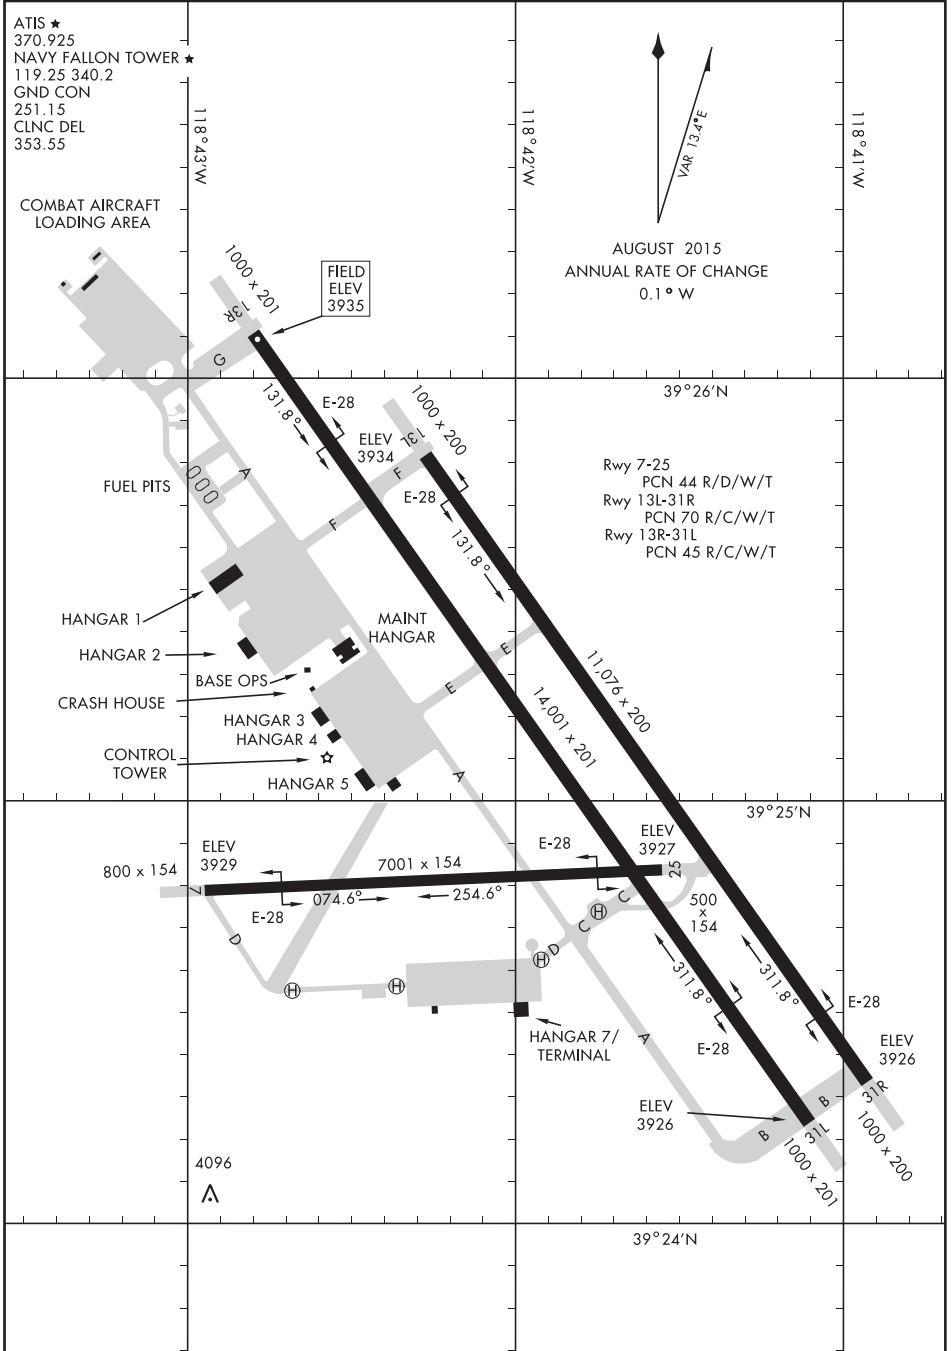 ATIS ★
370.925
NAVY FALLON TOWER ★
119.25 340.2
GND CON
251.15
CLNC DEL
353.55
118°43'W
118°42'W
118°41'W
VAR 13.4°E
AUGUST 2015
ANNUAL RATE OF CHANGE
0.1° W
COMBAT AIRCRAFT
LOADING AREA
1000 x 201
13R
FIELD
ELEV
3935
G
131.8°
E-28
ELEV
3934
1000 x 200
13L
39°26'N
A
F
F
E-28
131.8°
FUEL PITS
Rwy 7-25
PCN 44 R/D/W/T
Rwy 13L-31R
PCN 70 R/C/W/T
Rwy 13R-31L
PCN 45 R/C/W/T
HANGAR 1
HANGAR 2
MAINT
HANGAR
BASE OPS
CRASH HOUSE
HANGAR 3
HANGAR 4
CONTROL
TOWER
HANGAR 5
E
E
11,076 x 200
14,001 x 201
A
39°25'N
800 x 154
ELEV
3929
7
7001 x 154
E-28
074.6°
254.6°
E-28
ELEV
3927
25
500
x
154
D
H
H
H
H
D
C
C
HANGAR 7/
TERMINAL
311.8°
311.8°
E-28
E-28
A
ELEV
3926
ELEV
3926
B
B
31L
31R
1000 x 201
1000 x 200
4096
39°24'N